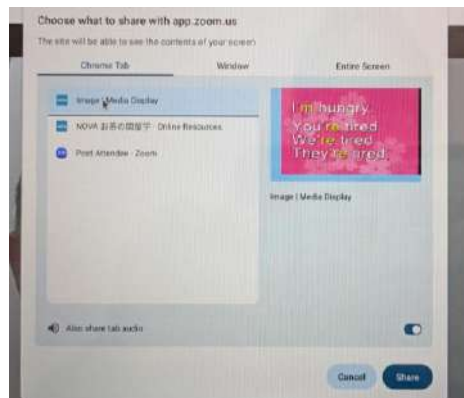 Choose what to share with app.zoom.us
The site will be able to see the contents of your screen
Chrome Tab
Window
Entire Screen
Image | Media Display
NOVA お茶の間留学 - Online Resources
Post Attendee - Zoom
I'm hungry.
You're tired
We're tired
They're tired.
Image | Media Display
Also share tab audio
Cancel
Share